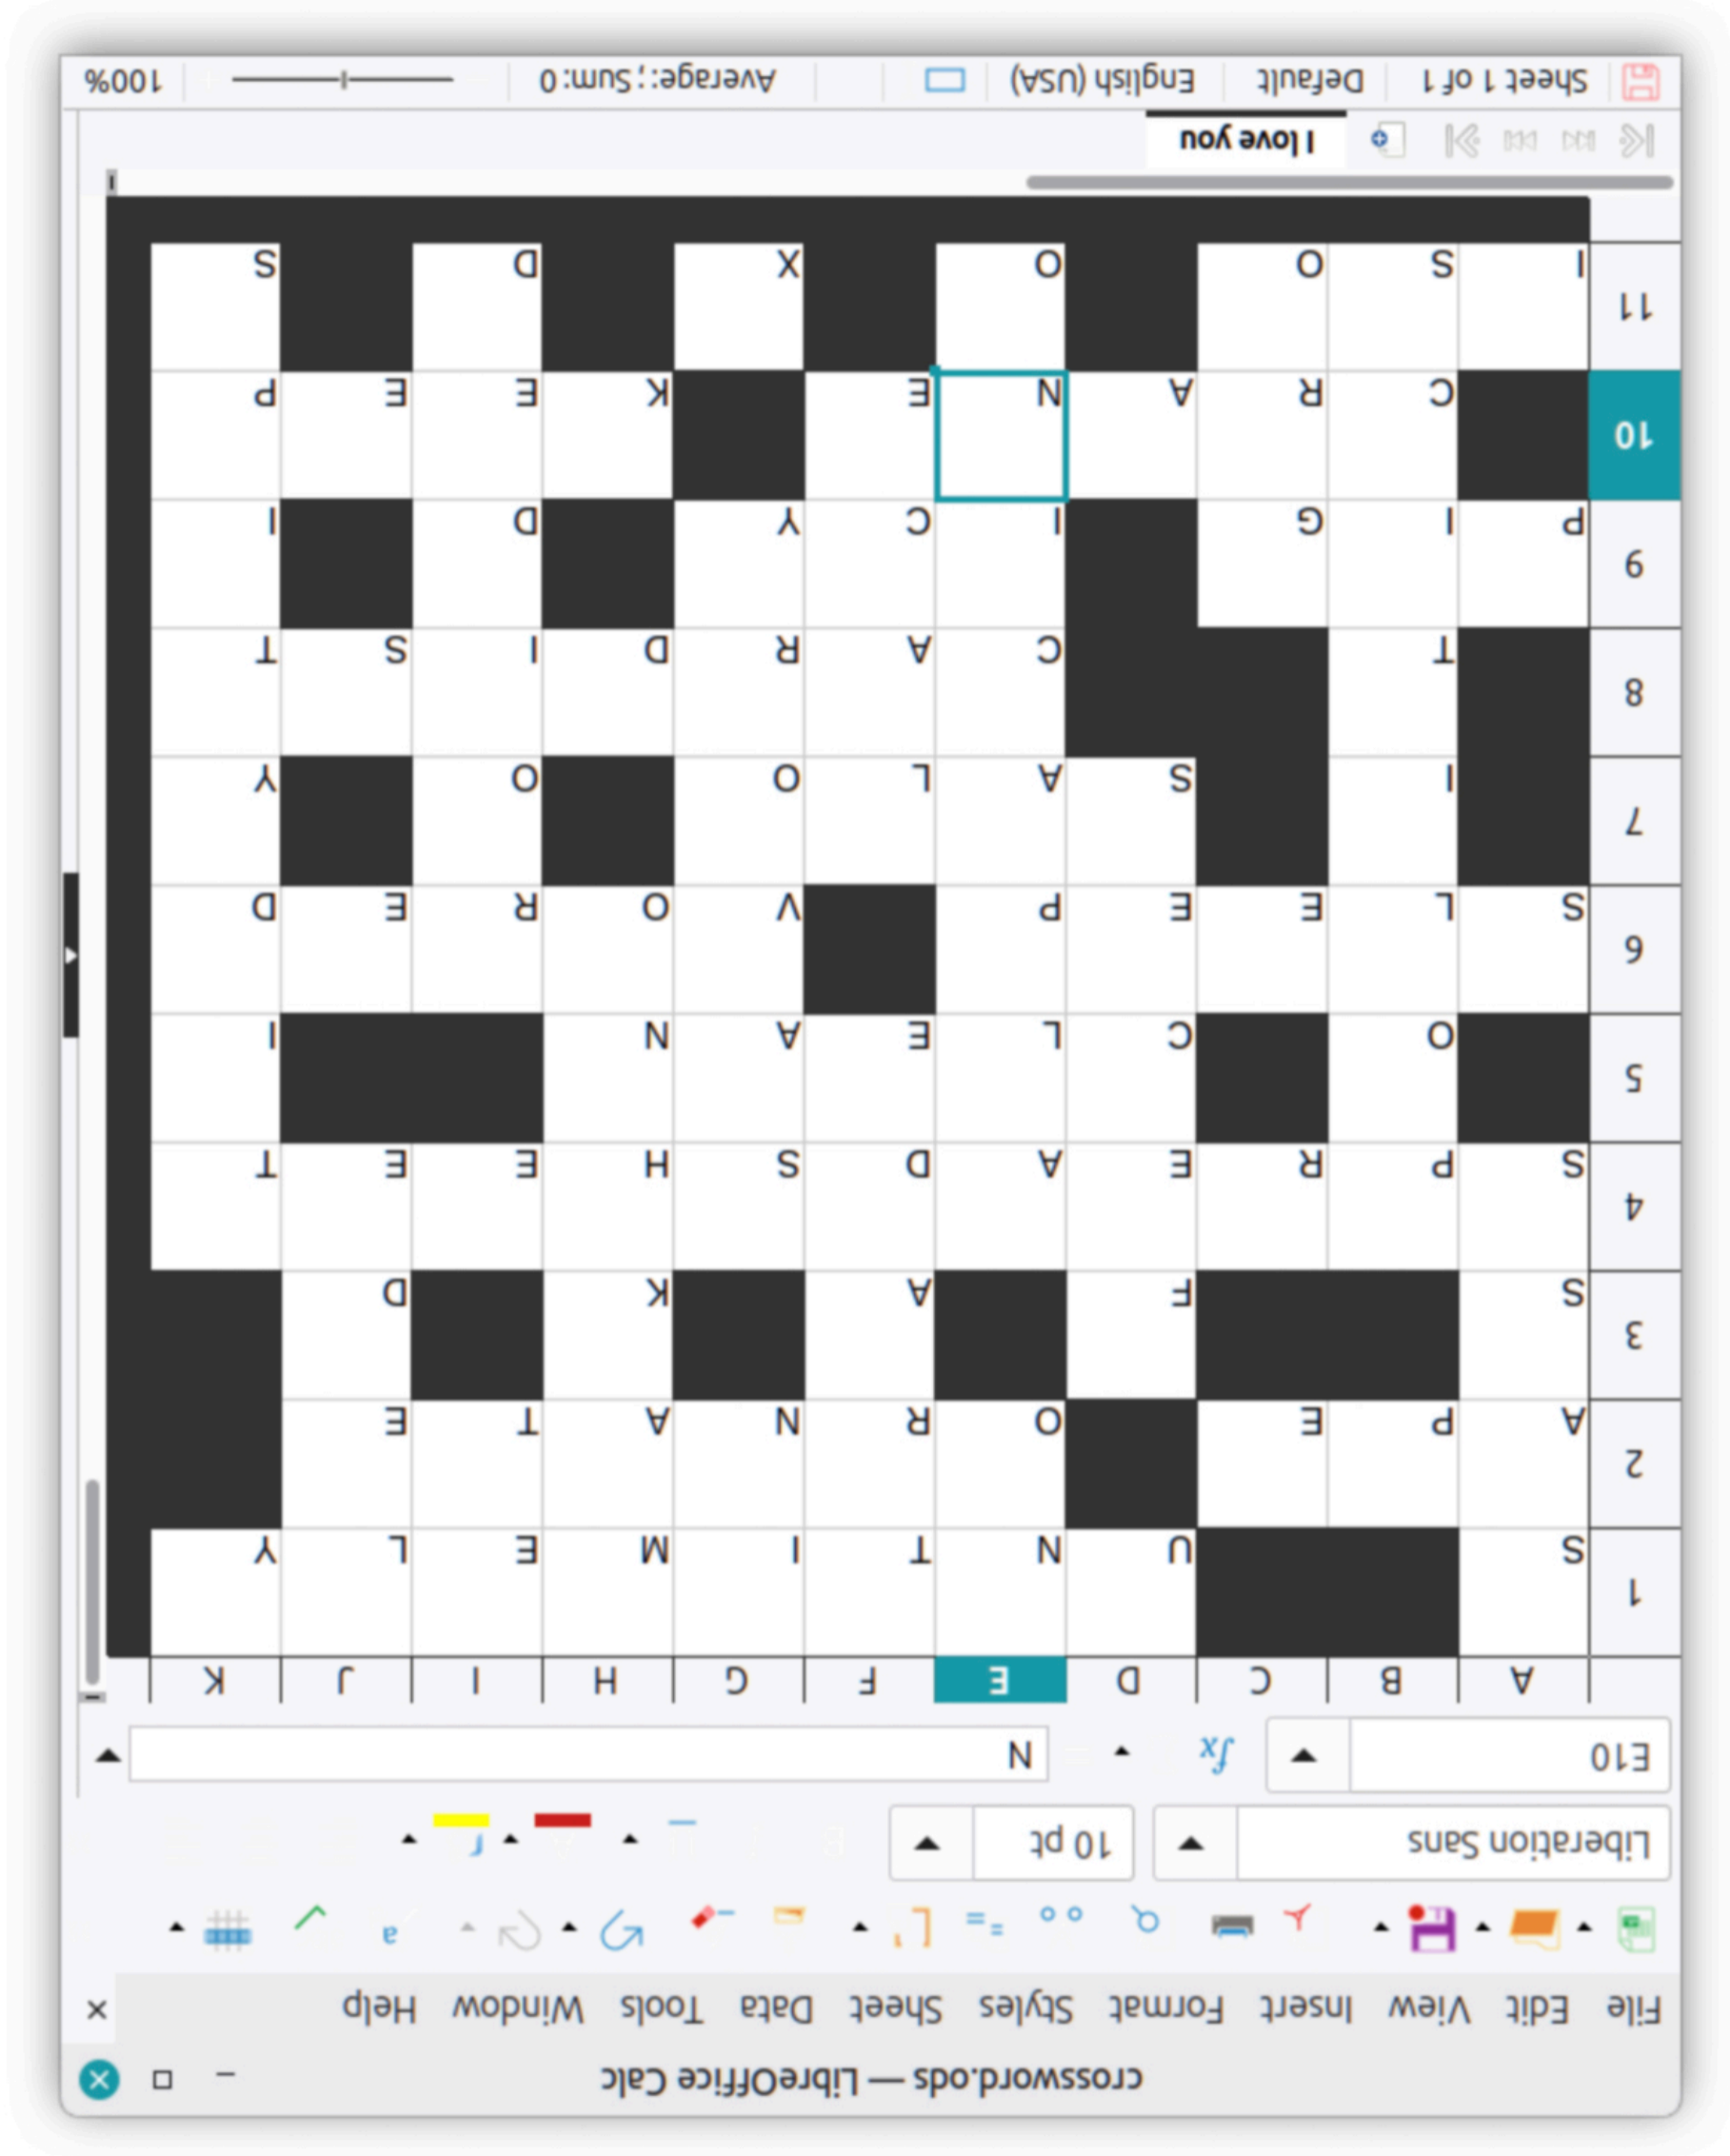 crossword.ods — LibreOffice Calc
File Edit View Insert Format Styles Sheet Data Tools Window Help
Liberation Sans 10 pt
E10 fx N
A B C D E F G H I J K
1 S U N T I M E L Y
2 A P E O R N A T E
3 S F A K D
4 S P R E A D S H E E T
5 O C L E A N I
6 S L E E P V O R E D
7 I S A L O O Y
8 T C A R D I S T
9 P I G I C Y D I
10 C R A N E K E E P
11 I S O O X D S
I love you
Sheet 1 of 1 Default English (USA) Average: ; Sum: 0 100%